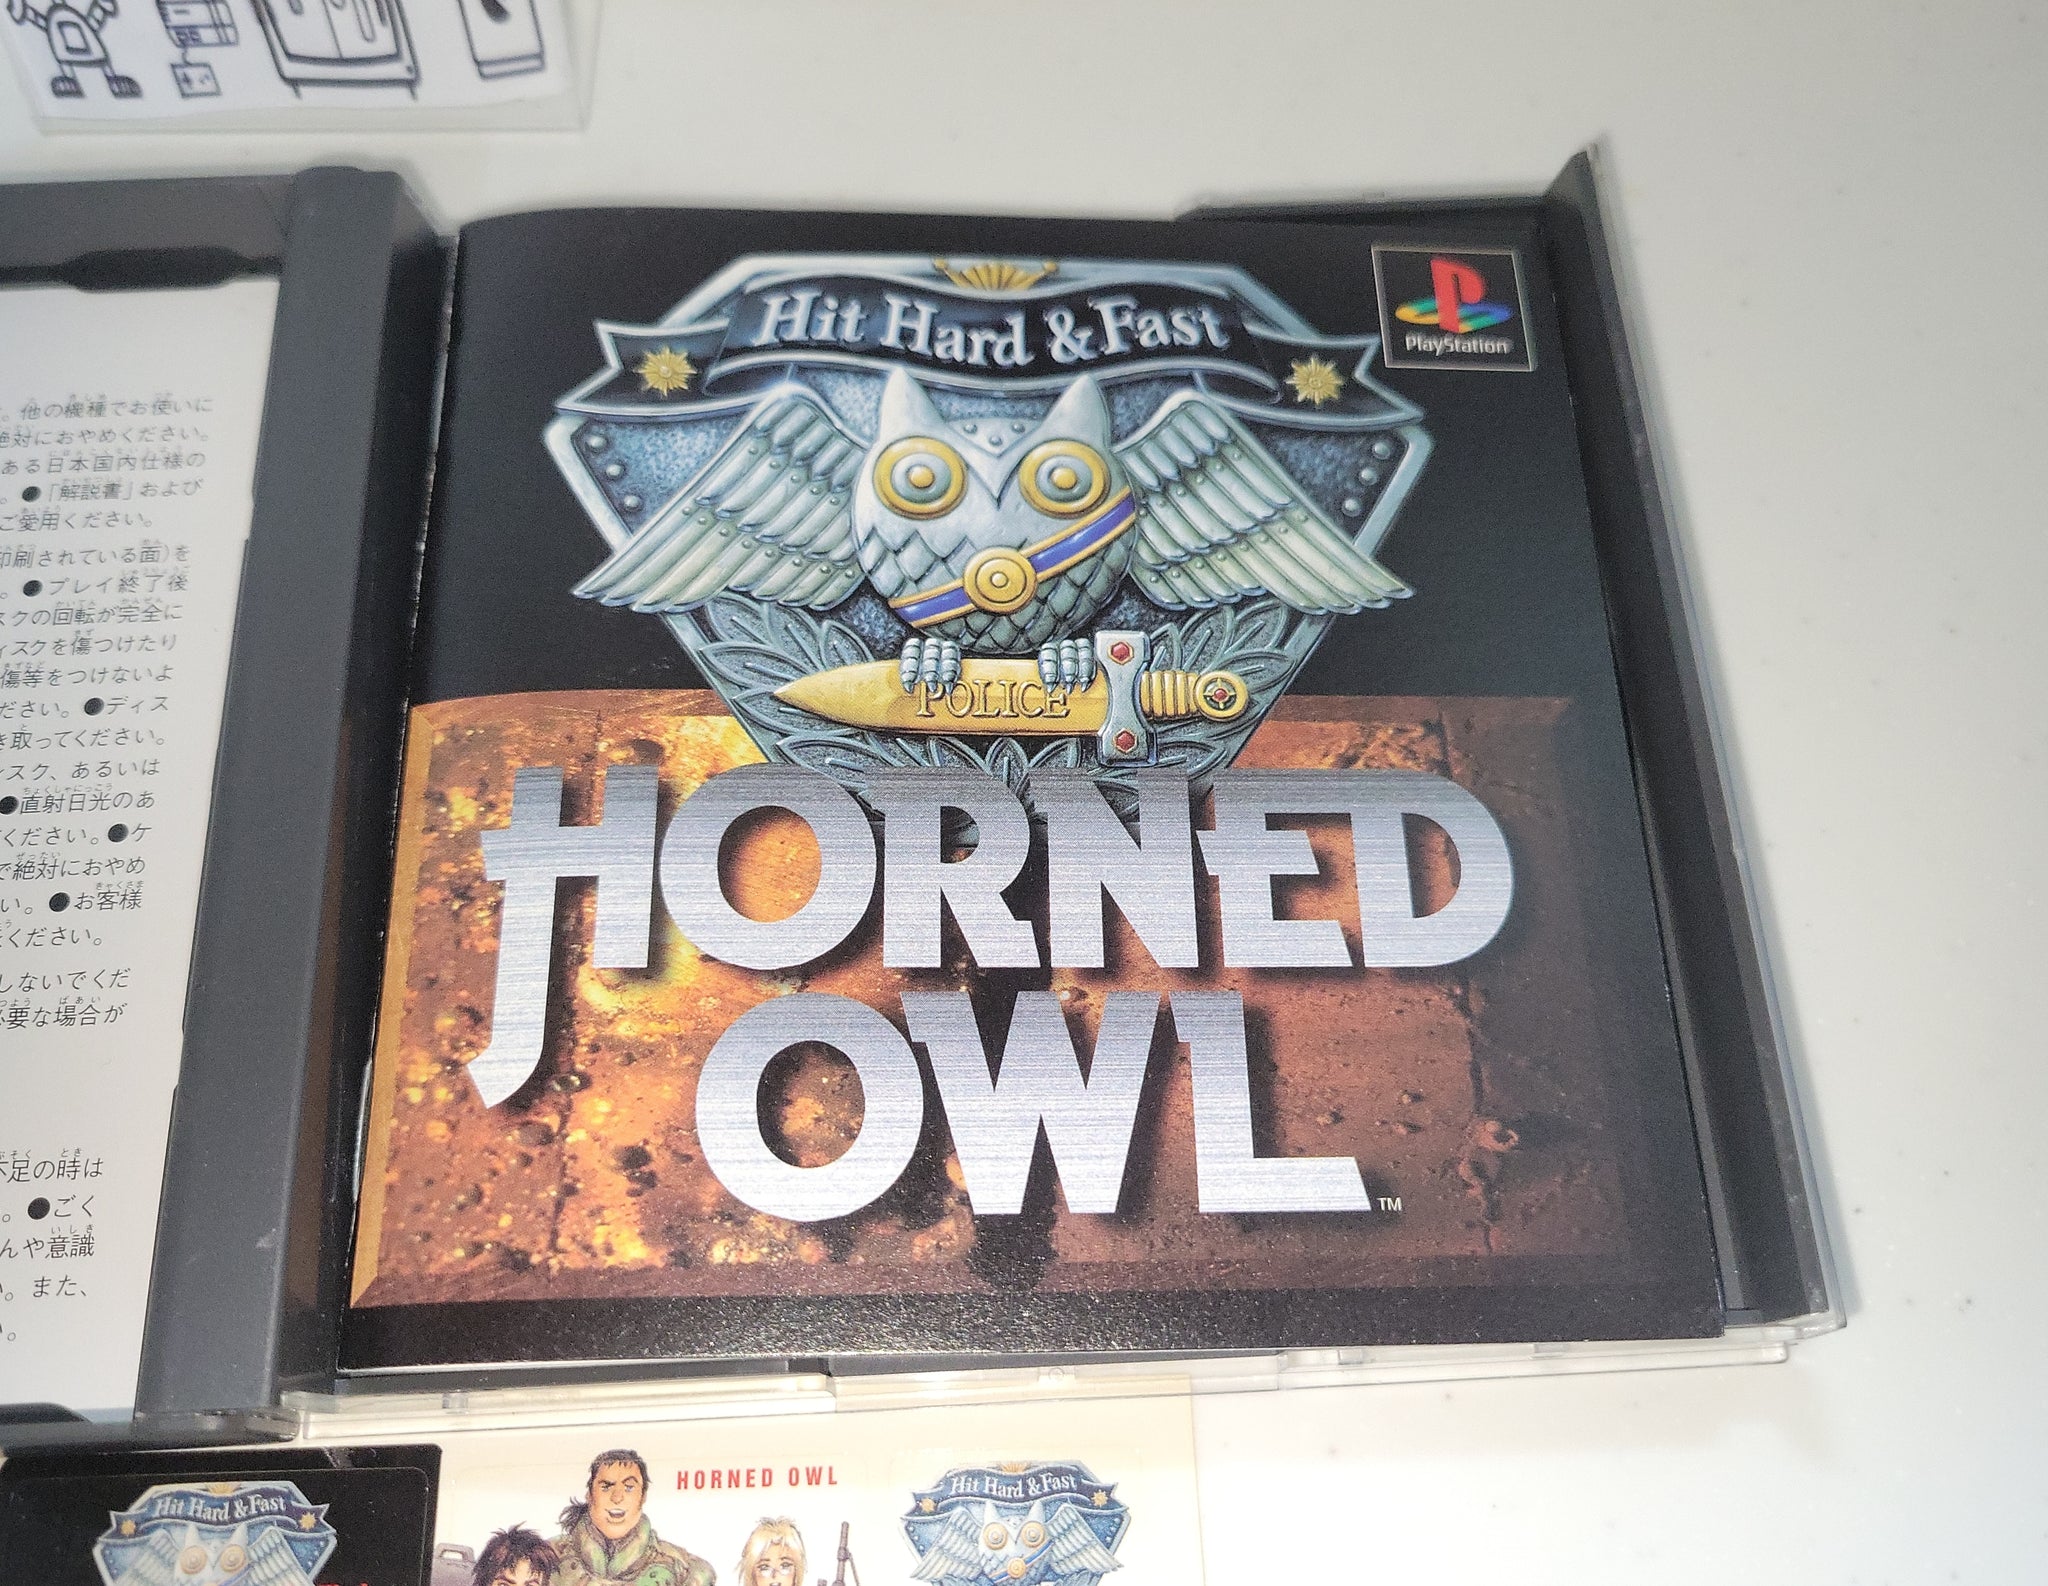 他の機種でお使いに
絶対におやめください。
ある日本国内仕様の
。●「解説書」および
ご愛用ください。
印刷されている面)を
。●プレイ終了後
スクの回転が完全に
ィスクを傷つけたり
傷等をつけないよ
ださい。●ディス
き取ってください。
ィスク、あるいは
●直射日光のあ
ください。●ケ
で絶対におやめ
い。●お客様
ください。
しないでくだ
必要な場合が
不足の時は
。●ごく
んや意識
。また、
Hit Hard & Fast
PlayStation
POLICE
HORNED
OWL
TM
Hit Hard & Fast
HORNED OWL
Hit Hard & Fast